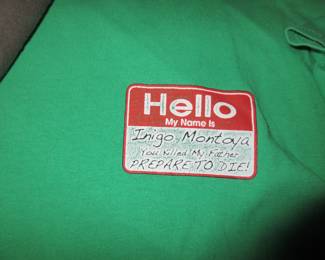 Hello
My Name Is
Inigo Montoya
You Killed My Father
PREPARE TO DIE!